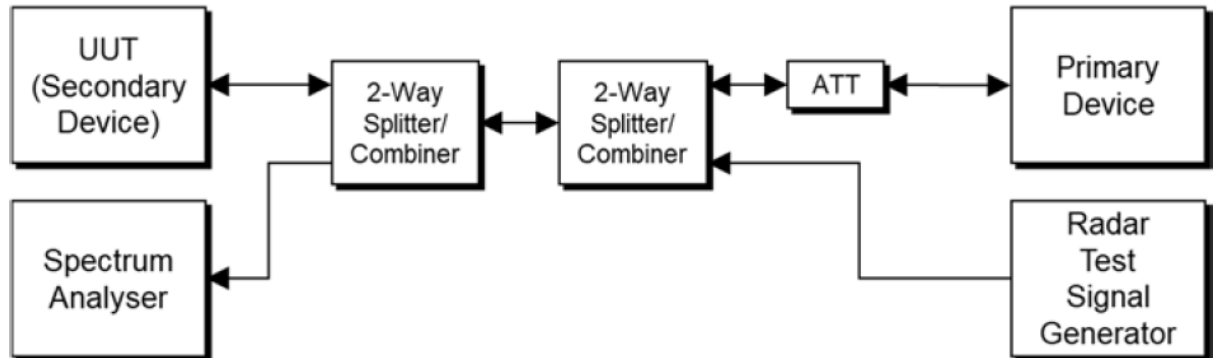 UUT
(Secondary
Device)
2-Way
Splitter/
Combiner
2-Way
Splitter/
Combiner
ATT
Primary
Device
Spectrum
Analyser
Radar
Test
Signal
Generator